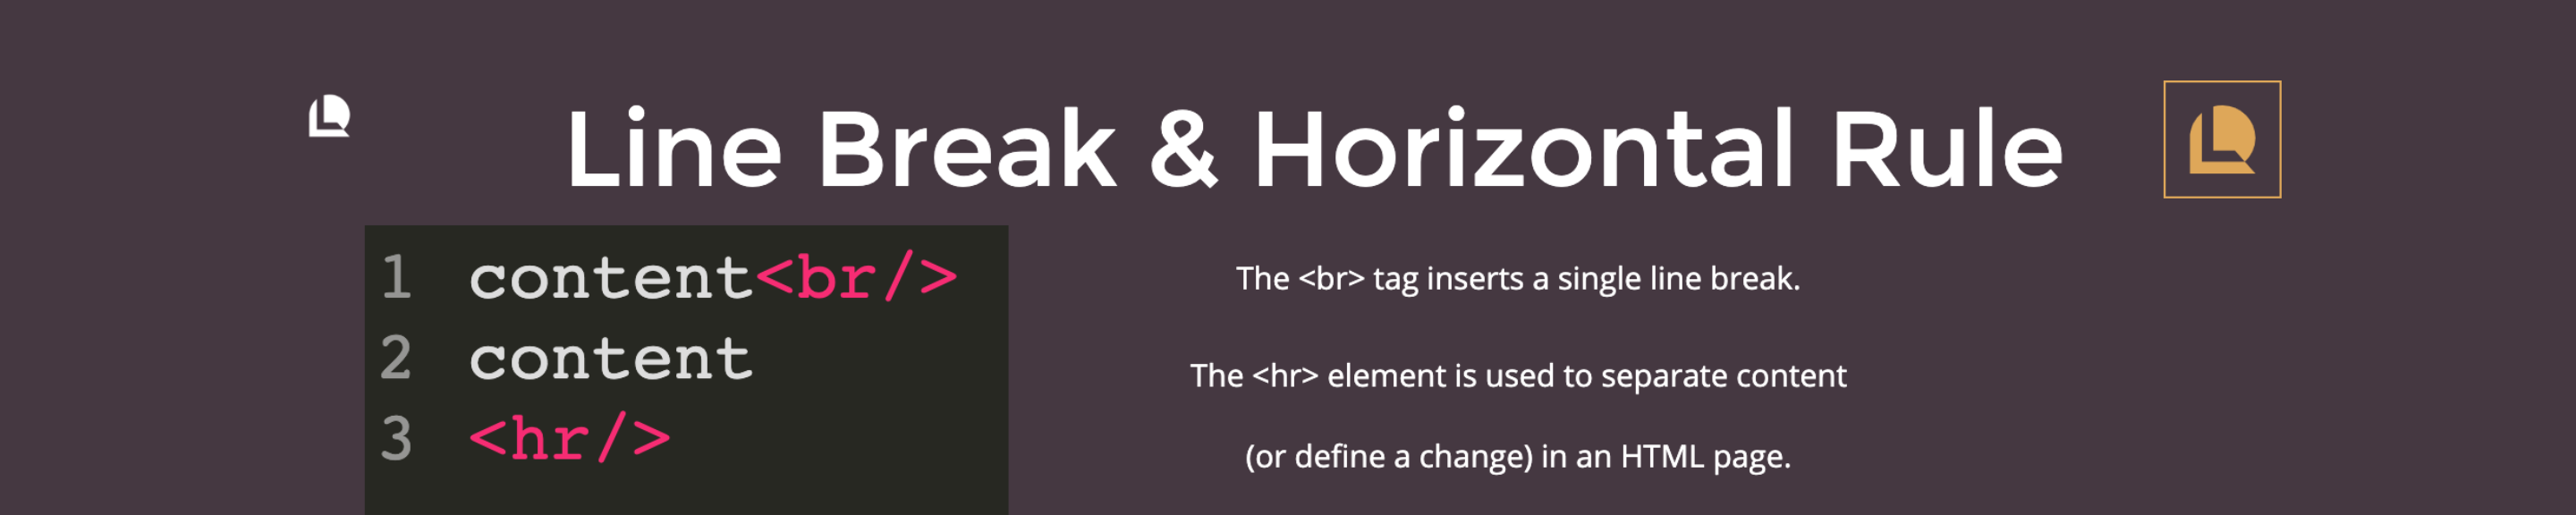 Line Break & Horizontal Rule
1 content<br/>
2 content
3 <hr/>
The <br> tag inserts a single line break.
The <hr> element is used to separate content
(or define a change) in an HTML page.